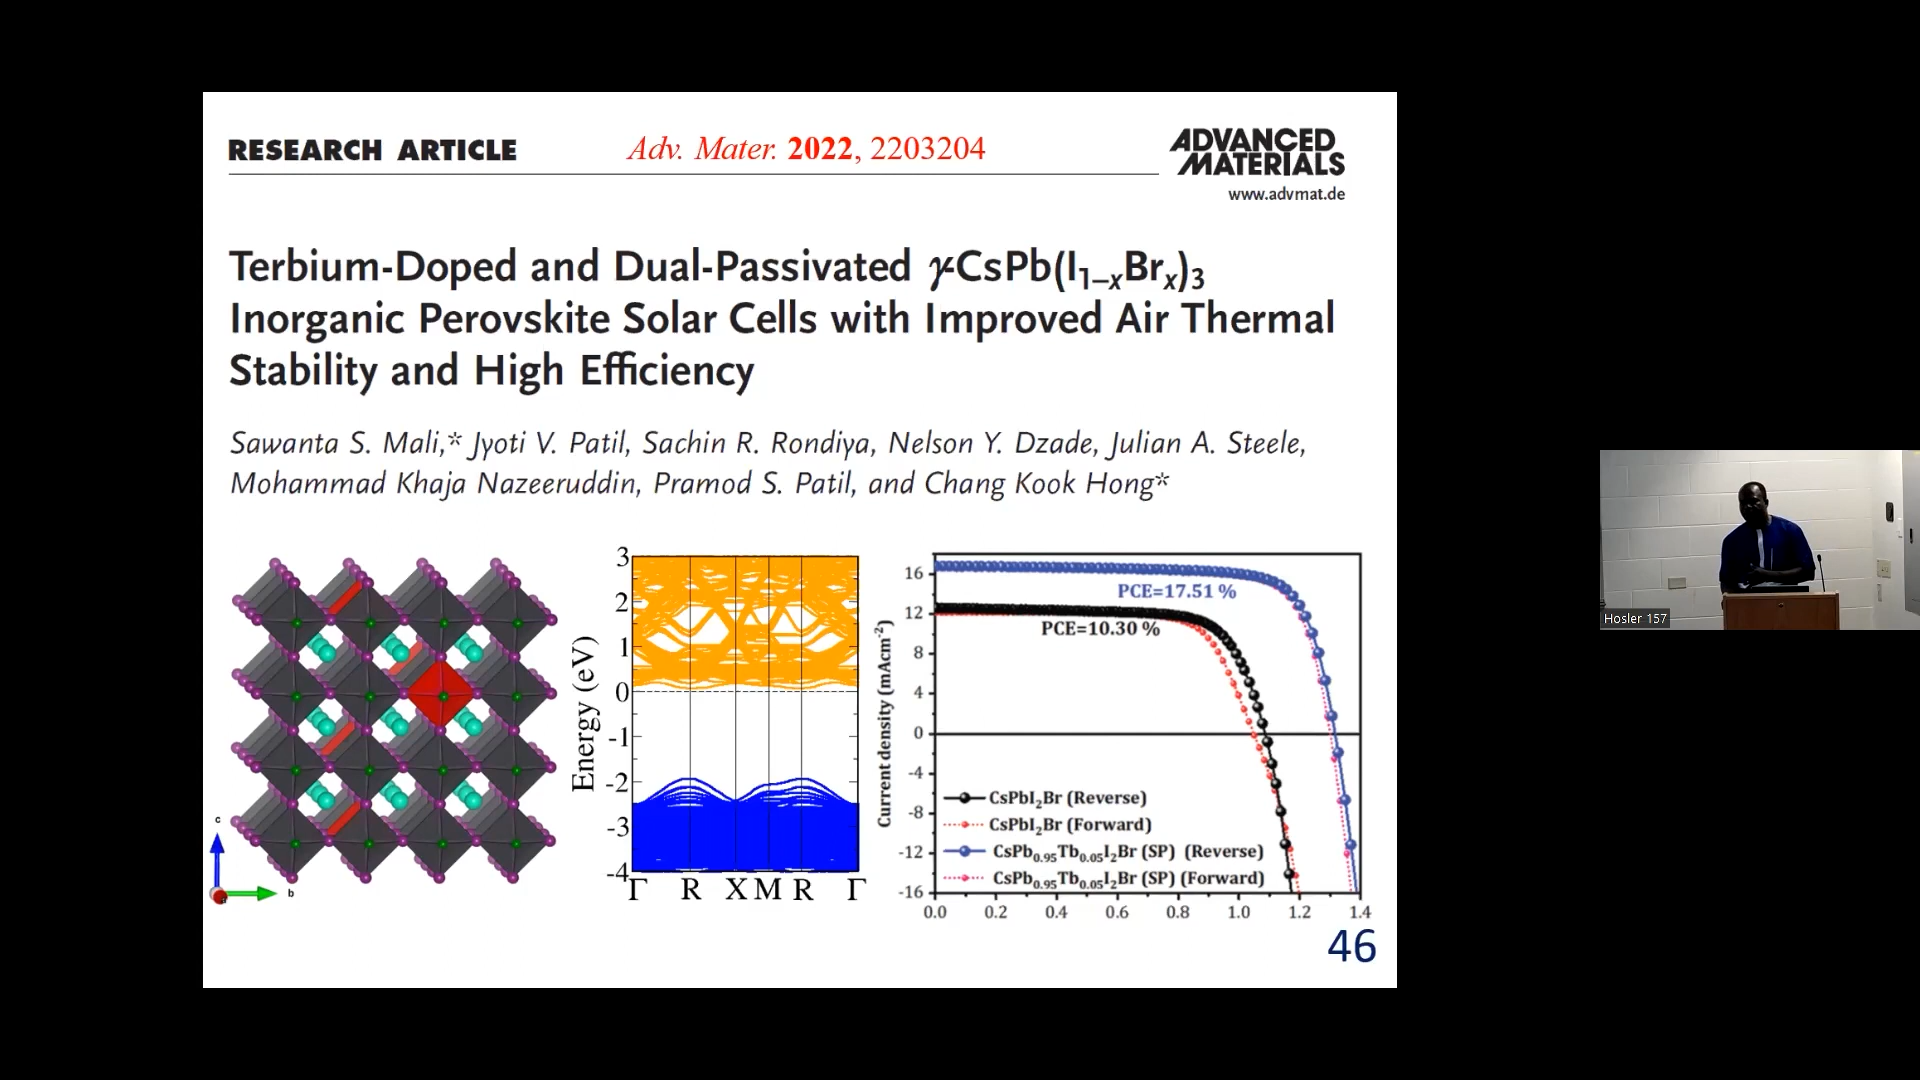 RESEARCH ARTICLE
Adv. Mater. 2022, 2203204
ADVANCED
MATERIALS
www.advmat.de
Terbium-Doped and Dual-Passivated γ-CsPb(I1–xBrx)3
Inorganic Perovskite Solar Cells with Improved Air Thermal
Stability and High Efficiency
Sawanta S. Mali,* Jyoti V. Patil, Sachin R. Rondiya, Nelson Y. Dzade, Julian A. Steele,
Mohammad Khaja Nazeeruddin, Pramod S. Patil, and Chang Kook Hong*
c
b
Energy (eV)
3
2
1
0
-1
-2
-3
-4
Γ R X M R Γ
Current density (mAcm-2)
16
12
8
4
0
-4
-8
-12
-16
PCE=17.51 %
PCE=10.30 %
CsPbI2Br (Reverse)
CsPbI2Br (Forward)
CsPb0.95Tb0.05I2Br (SP) (Reverse)
CsPb0.95Tb0.05I2Br (SP) (Forward)
0.0 0.2 0.4 0.6 0.8 1.0 1.2 1.4
46
Hosler 157